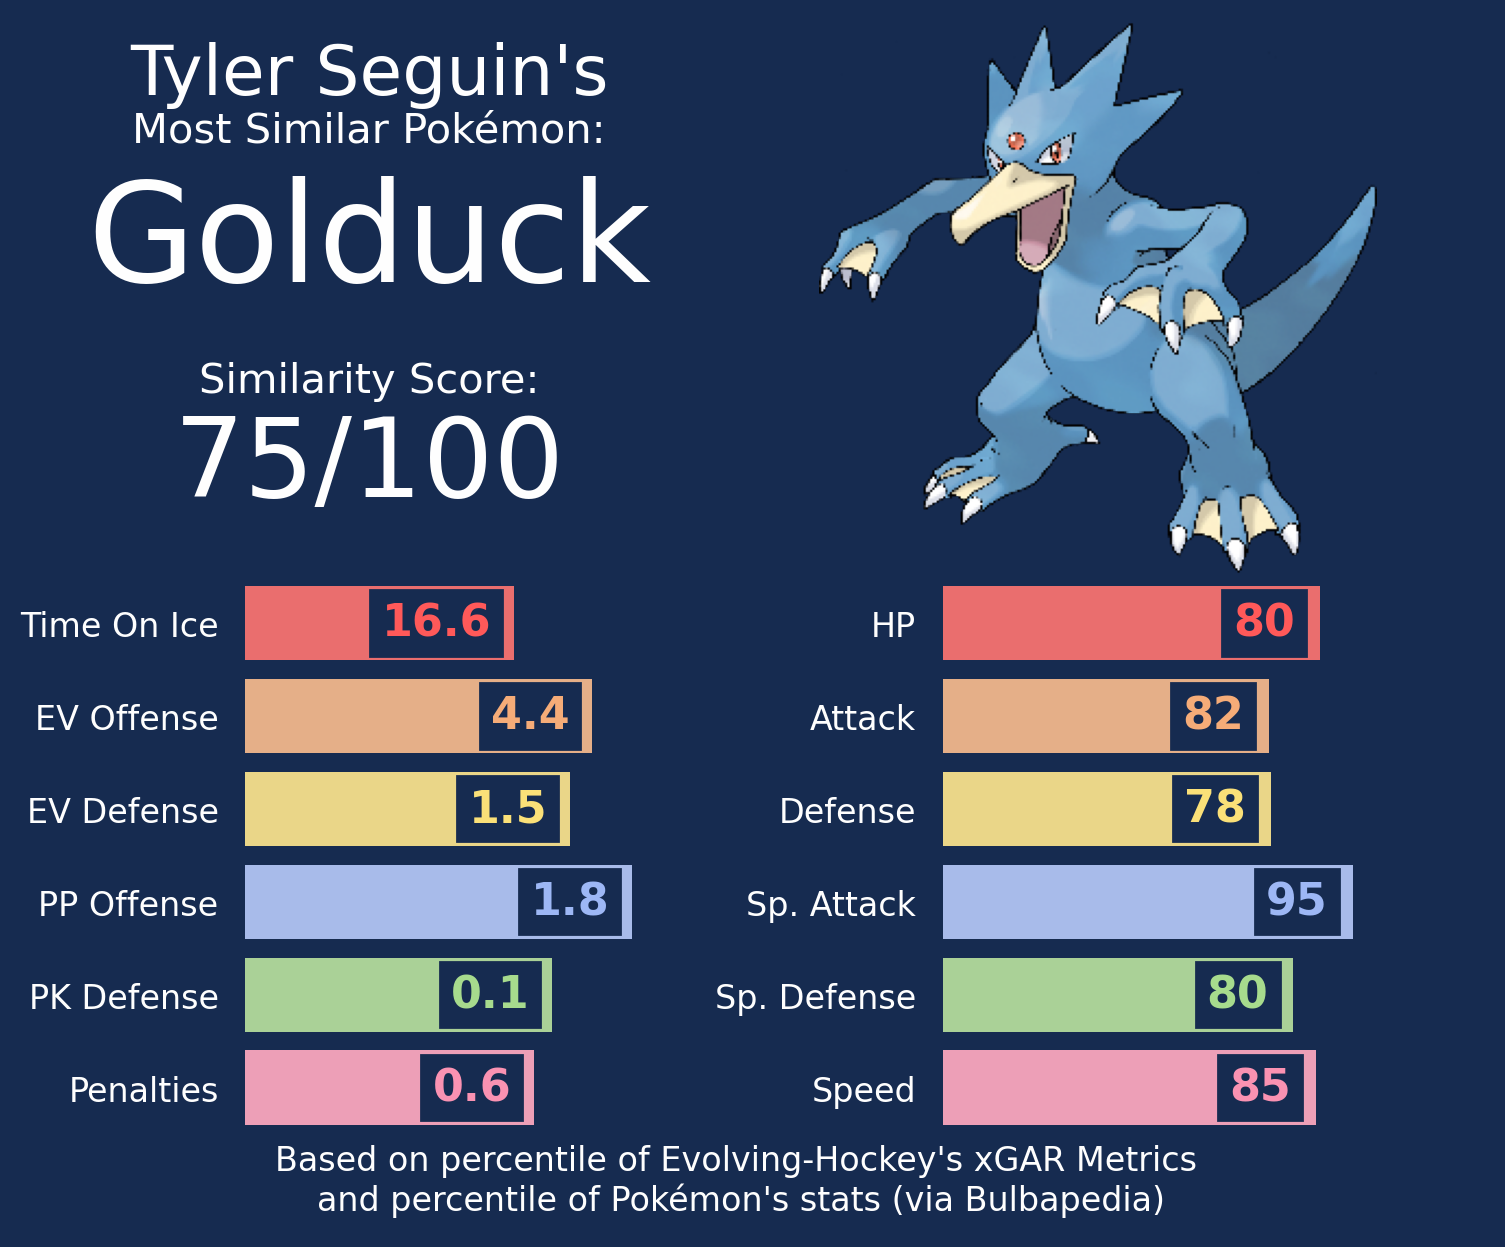 Tyler Seguin's
Most Similar Pokémon:
Golduck
Similarity Score:
75/100
Time On Ice 16.6
EV Offense 4.4
EV Defense 1.5
PP Offense 1.8
PK Defense 0.1
Penalties 0.6
HP 80
Attack 82
Defense 78
Sp. Attack 95
Sp. Defense 80
Speed 85
Based on percentile of Evolving-Hockey's xGAR Metrics
and percentile of Pokémon's stats (via Bulbapedia)